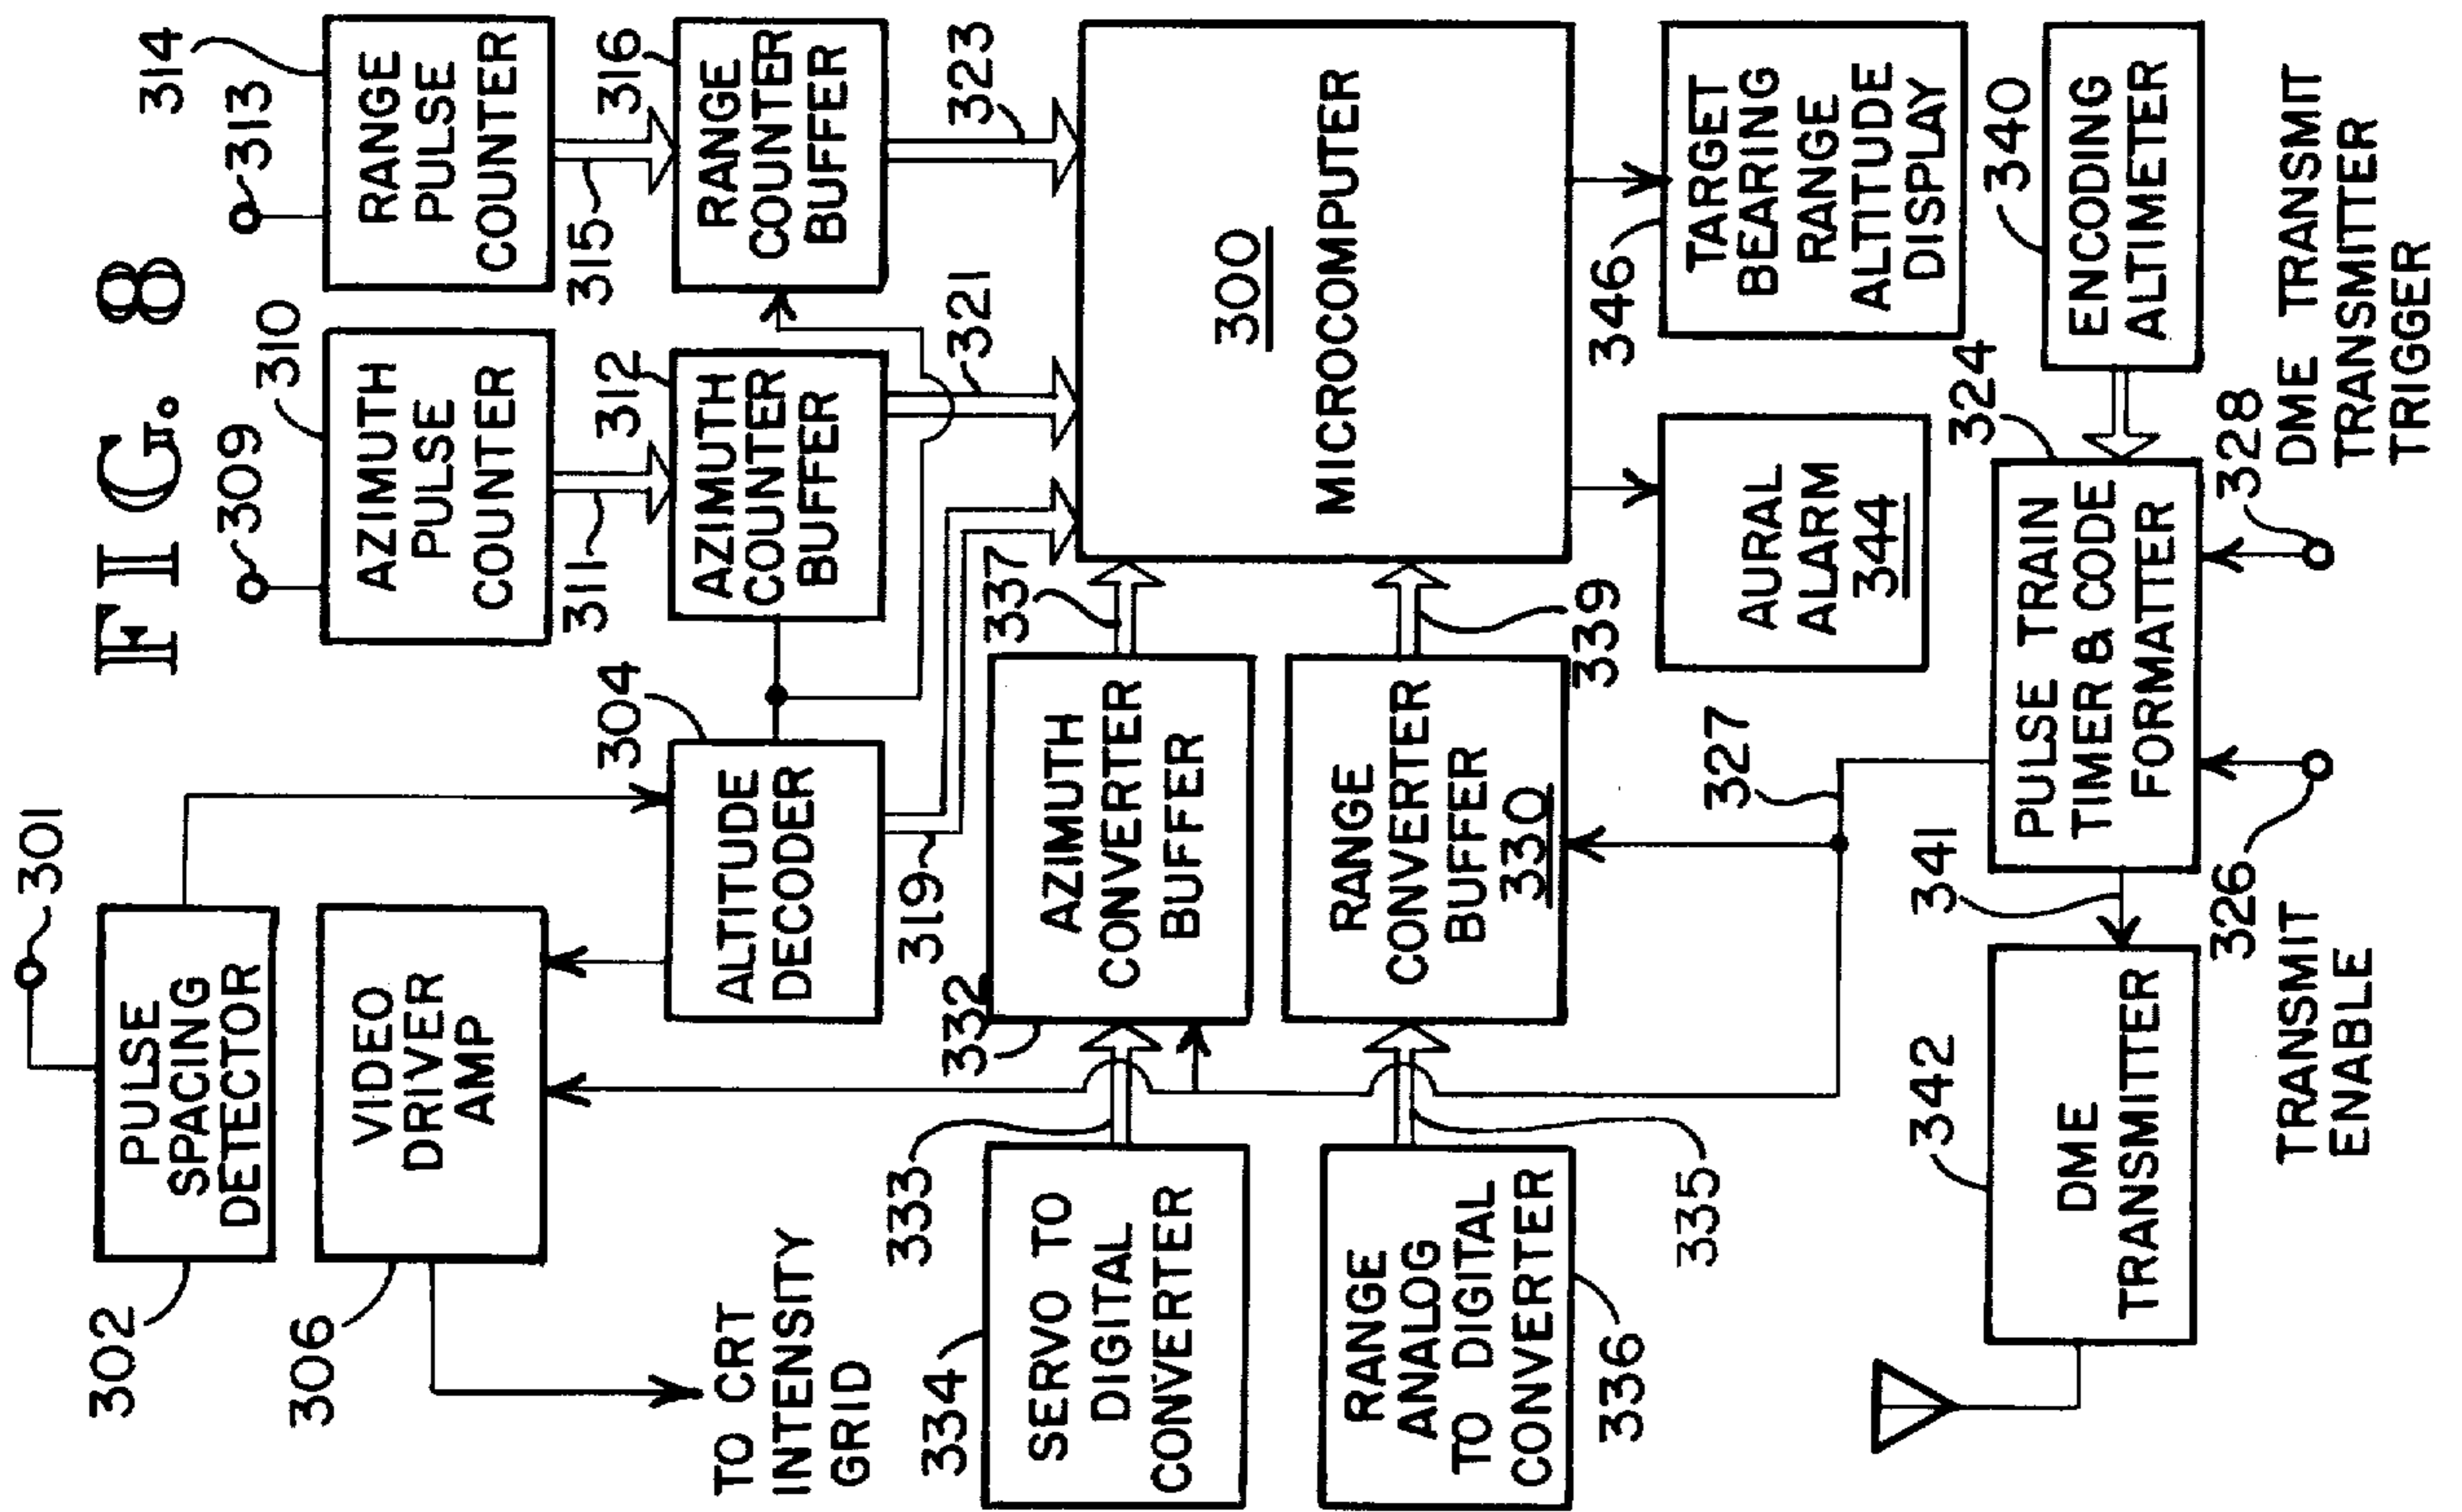 FIG. 8
301
302
PULSE
SPACING
DETECTOR
309
310
AZIMUTH
PULSE
COUNTER
313
314
RANGE
PULSE
COUNTER
306
VIDEO
DRIVER
AMP
311
315
304
312
316
TO CRT
INTENSITY
GRID
ALTITUDE
DECODER
AZIMUTH
COUNTER
BUFFER
RANGE
COUNTER
BUFFER
319
321
323
334
333
332
337
SERVO TO
DIGITAL
CONVERTER
AZIMUTH
CONVERTER
BUFFER
300
MICROCOMPUTER
RANGE
ANALOG
TO DIGITAL
CONVERTER
RANGE
CONVERTER
BUFFER
330
336
335
339
346
327
AURAL
ALARM
344
TARGET
BEARING
RANGE
ALTITUDE
DISPLAY
342
341
324
340
DME
TRANSMITTER
PULSE TRAIN
TIMER & CODE
FORMATTER
ENCODING
ALTIMETER
326
328
TRANSMIT
ENABLE
DME TRANSMIT
TRANSMITTER
TRIGGER